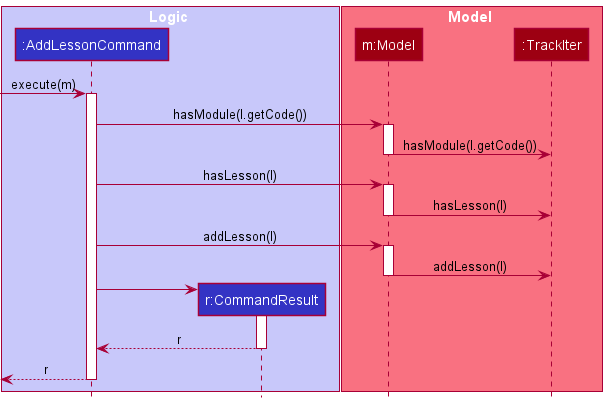 Logic
Model
:AddLessonCommand
m:Model
:TrackIter
execute(m)
hasModule(l.getCode())
hasModule(l.getCode())
hasLesson(l)
hasLesson(l)
addLesson(l)
addLesson(l)
r:CommandResult
r
r